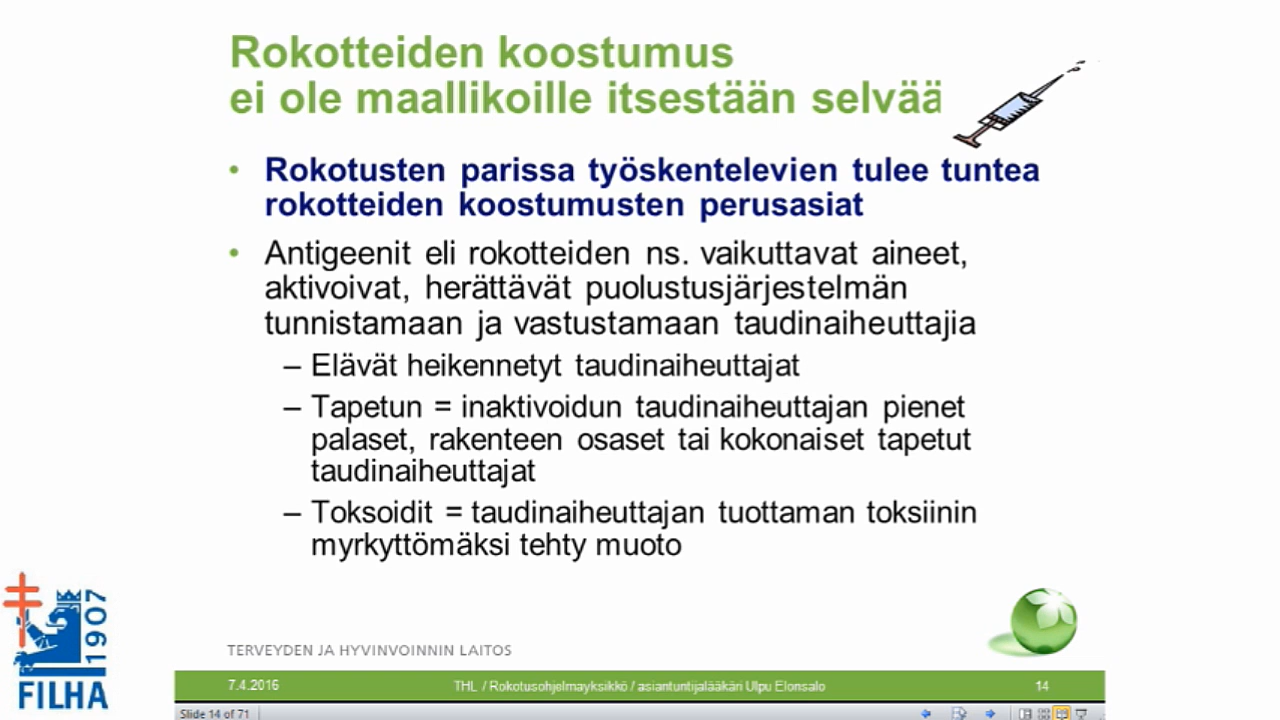 Rokotteiden koostumus
ei ole maallikoille itsestään selvää
• Rokotusten parissa työskentelevien tulee tuntea
rokotteiden koostumusten perusasiat
• Antigeenit eli rokotteiden ns. vaikuttavat aineet,
aktivoivat, herättävät puolustusjärjestelmän
tunnistamaan ja vastustamaan taudinaiheuttajia
– Elävät heikennetyt taudinaiheuttajat
– Tapetun = inaktivoidun taudinaiheuttajan pienet
palaset, rakenteen osaset tai kokonaiset tapetut
taudinaiheuttajat
– Toksoidit = taudinaiheuttajan tuottaman toksiinin
myrkyttömäksi tehty muoto
1907
FILHA
TERVEYDEN JA HYVINVOINNIN LAITOS
7.4.2016
THL / Rokotusohjelmayksikkö / asiantuntijalääkäri Ulpu Elonsalo
14
Slide 14 of 71